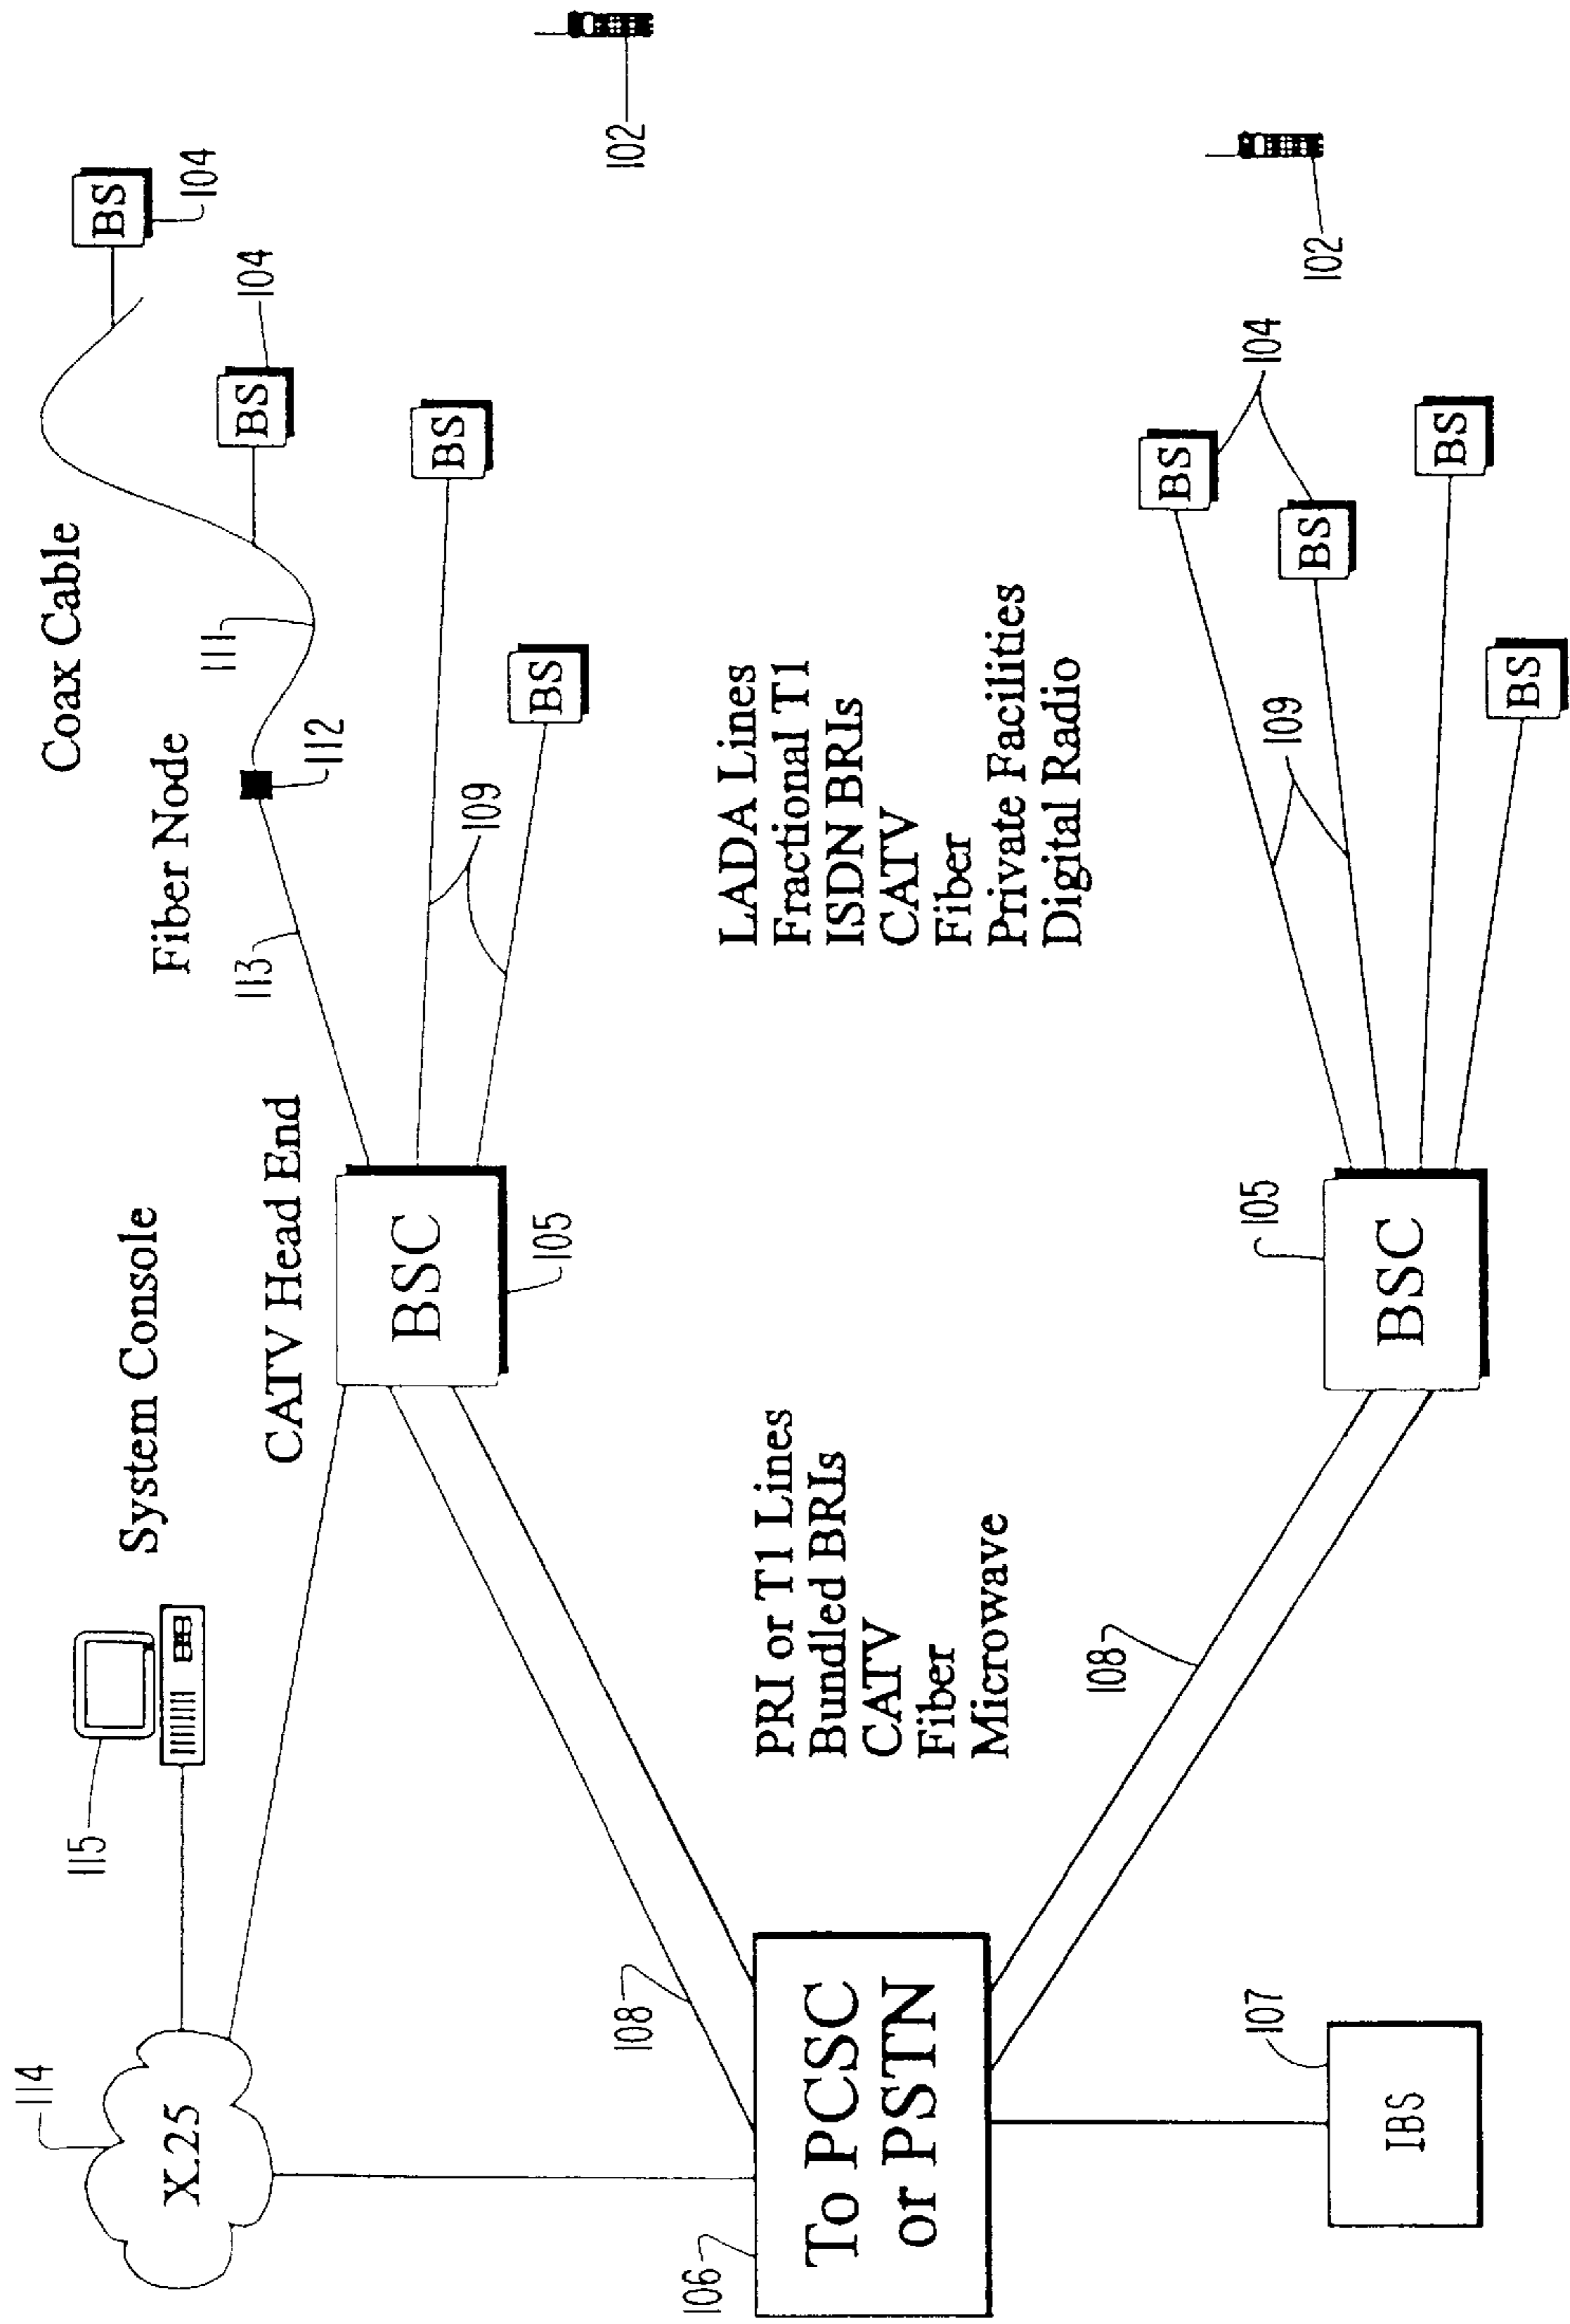 114
X.25
115
System Console
CATV Head End
BSC
105
Fiber Node
113
112
Coax Cable
111
BS
104
BS
104
BS
BS
109
102
106
To PCSC
or PSTN
108
PRI or T1 Lines
Bundled BRIs
CATV
Fiber
Microwave
LADA Lines
Fractional T1
ISDN BRIs
CATV
Fiber
Private Facilities
Digital Radio
107
IBS
108
105
BSC
109
BS
BS
104
BS
BS
102